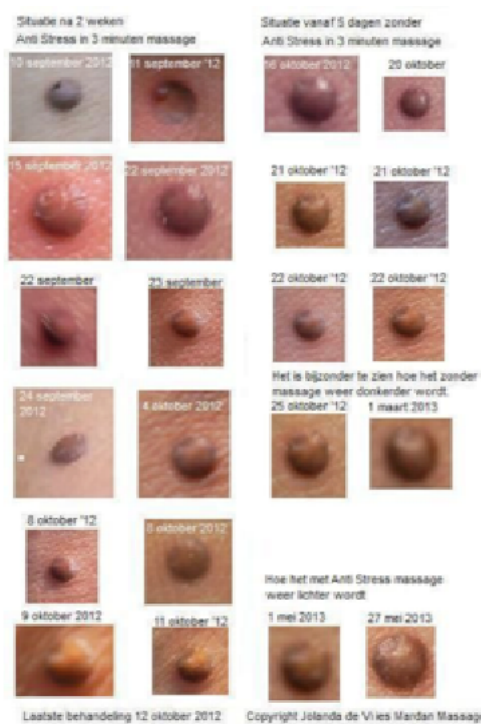 Situatie na 2 weken
Anti Stress in 3 minuten massage
10 september 2012
11 september '12
15 september 2012
22 september 2012
22 september
23 september
24 september
2012
4 oktober 2012
8 oktober '12
8 oktober 2012
9 oktober 2012
11 oktober '12
Laatste behandeling 12 oktober 2012
Situatie vanaf 5 dagen zonder
Anti Stress in 3 minuten massage
16 oktober 2012
20 oktober
21 oktober '12
21 oktober '12
22 oktober '12
22 oktober '12
Het is bijzonder te zien hoe het zonder
massage weer donkerder wordt.
25 oktober '12
1 maart 2013
Hoe het met Anti Stress massage
weer lichter wordt
1 mei 2013
27 mei 2013
Copyright Jolanda de Vries Mardan Massage